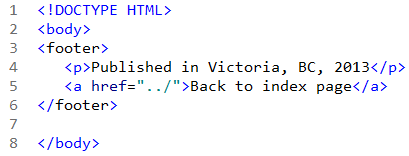 1 <!DOCTYPE HTML>
2 <body>
3 <footer>
4 <p>Published in Victoria, BC, 2013</p>
5 <a href="../">Back to index page</a>
6 </footer>
7
8 </body>